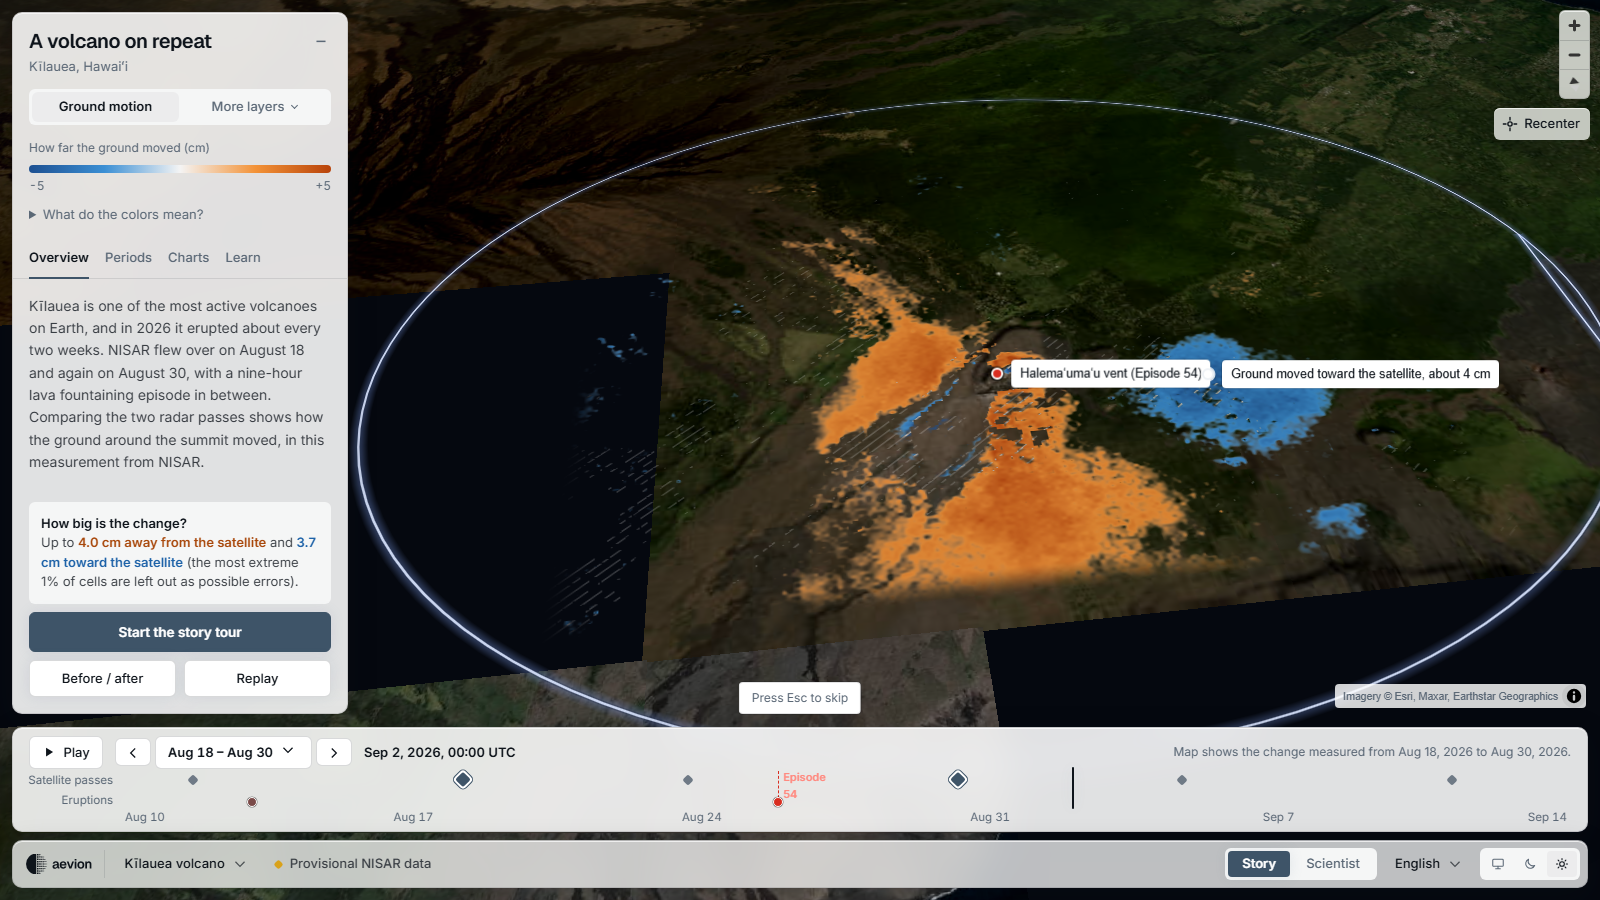 A volcano on repeat
Kīlauea, Hawaiʻi
Ground motion
More layers
How far the ground moved (cm)
-5
+5
What do the colors mean?
Overview
Periods
Charts
Learn
Kīlauea is one of the most active volcanoes
on Earth, and in 2026 it erupted about every
two weeks. NISAR flew over on August 18
and again on August 30, with a nine-hour
lava fountaining episode in between.
Comparing the two radar passes shows how
the ground around the summit moved, in this
measurement from NISAR.
How big is the change?
Up to 4.0 cm away from the satellite and 3.7
cm toward the satellite (the most extreme
1% of cells are left out as possible errors).
Start the story tour
Before / after
Replay
Recenter
Halemaʻumaʻu vent (Episode 54)
Ground moved toward the satellite, about 4 cm
Press Esc to skip
Imagery © Esri, Maxar, Earthstar Geographics
Play
Aug 18 – Aug 30
Sep 2, 2026, 00:00 UTC
Map shows the change measured from Aug 18, 2026 to Aug 30, 2026.
Satellite passes
Eruptions
Episode
54
Aug 10
Aug 17
Aug 24
Aug 31
Sep 7
Sep 14
aevion
Kīlauea volcano
Provisional NISAR data
Story
Scientist
English